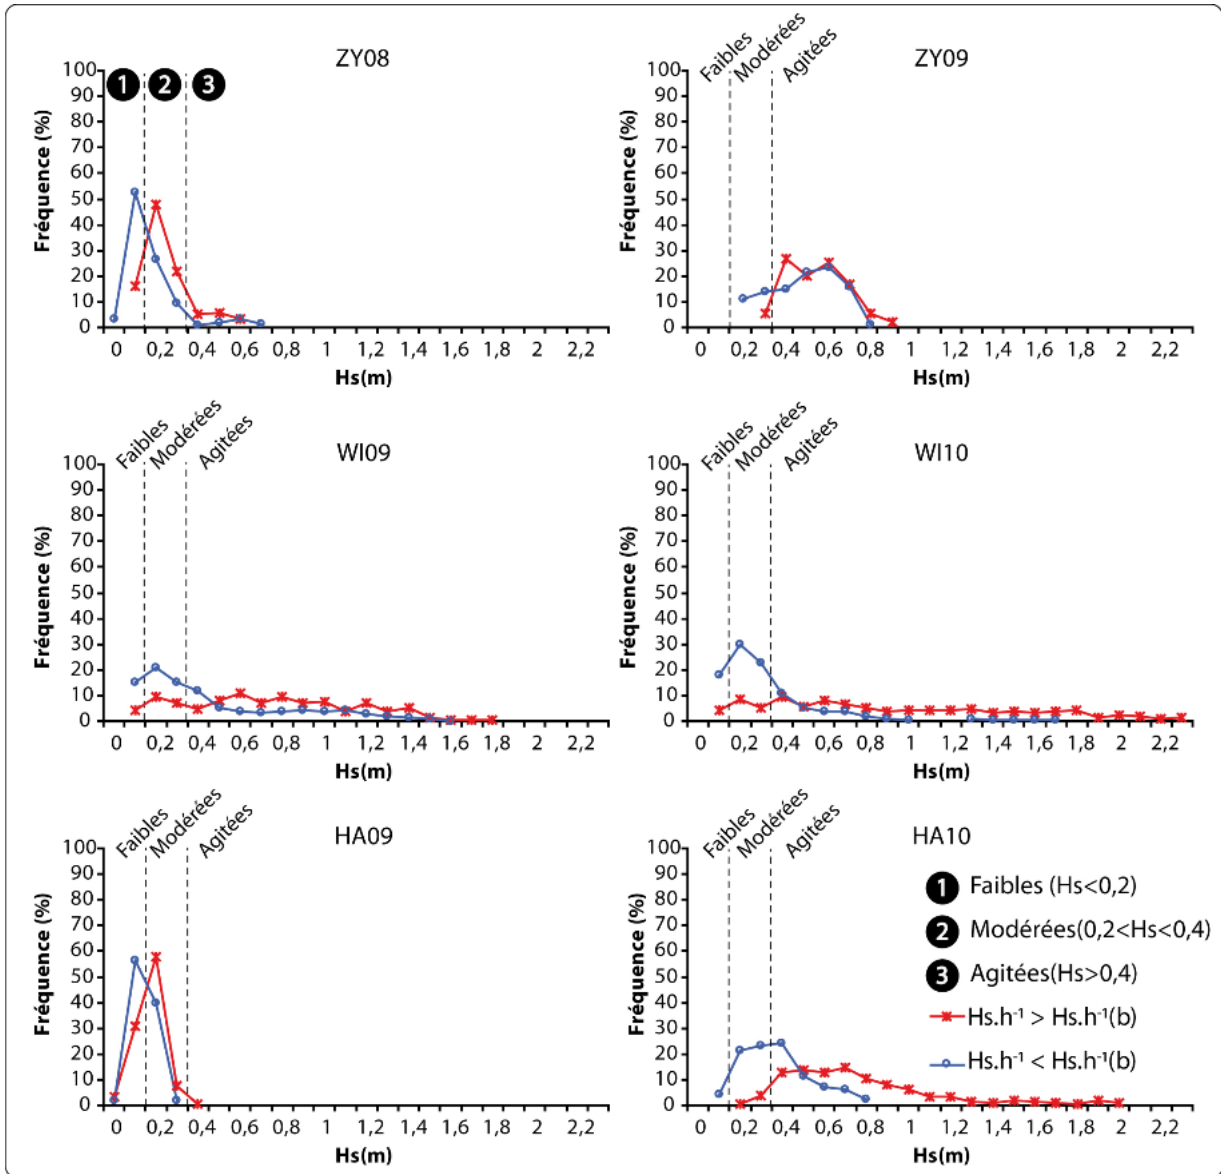 ZY08
100
90
80
70
60
50
40
30
20
10
0
Fréquence (%)
1 2 3
0 0,2 0,4 0,6 0,8 1 1,2 1,4 1,6 1,8 2 2,2
Hs(m)
ZY09
Faibles
Modérées
Agitées
100
90
80
70
60
50
40
30
20
10
0
Fréquence (%)
0 0,2 0,4 0,6 0,8 1 1,2 1,4 1,6 1,8 2 2,2
Hs(m)
WI09
Faibles
Modérées
Agitées
100
90
80
70
60
50
40
30
20
10
0
Fréquence (%)
0 0,2 0,4 0,6 0,8 1 1,2 1,4 1,6 1,8 2 2,2
Hs(m)
WI10
Faibles
Modérées
Agitées
100
90
80
70
60
50
40
30
20
10
0
Fréquence (%)
0 0,2 0,4 0,6 0,8 1 1,2 1,4 1,6 1,8 2 2,2
Hs(m)
HA09
Faibles
Modérées
Agitées
100
90
80
70
60
50
40
30
20
10
0
Fréquence (%)
0 0,2 0,4 0,6 0,8 1 1,2 1,4 1,6 1,8 2 2,2
Hs(m)
HA10
Faibles
Modérées
Agitées
100
90
80
70
60
50
40
30
20
10
0
Fréquence (%)
0 0,2 0,4 0,6 0,8 1 1,2 1,4 1,6 1,8 2 2,2
Hs(m)
1 Faibles (Hs<0,2)
2 Modérées(0,2<Hs<0,4)
3 Agitées(Hs>0,4)
Hs.h⁻¹ > Hs.h⁻¹(b)
Hs.h⁻¹ < Hs.h⁻¹(b)